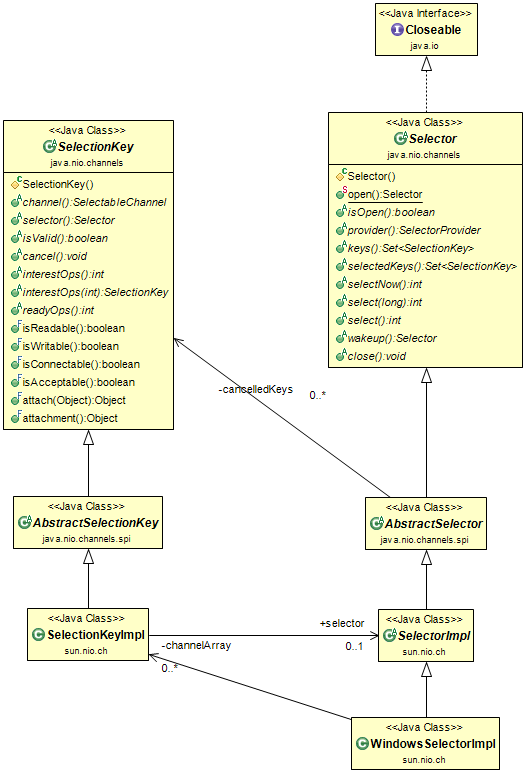 <<Java Interface>>
Closeable
java.io
<<Java Class>>
SelectionKey
java.nio.channels
SelectionKey()
channel():SelectableChannel
selector():Selector
isValid():boolean
cancel():void
interestOps():int
interestOps(int):SelectionKey
readyOps():int
isReadable():boolean
isWritable():boolean
isConnectable():boolean
isAcceptable():boolean
attach(Object):Object
attachment():Object
<<Java Class>>
Selector
java.nio.channels
Selector()
open():Selector
isOpen():boolean
provider():SelectorProvider
keys():Set<SelectionKey>
selectedKeys():Set<SelectionKey>
selectNow():int
select(long):int
select():int
wakeup():Selector
close():void
-cancelledKeys
0..*
<<Java Class>>
AbstractSelectionKey
java.nio.channels.spi
<<Java Class>>
AbstractSelector
java.nio.channels.spi
<<Java Class>>
SelectionKeyImpl
sun.nio.ch
+selector
0..1
-channelArray
0..*
<<Java Class>>
SelectorImpl
sun.nio.ch
<<Java Class>>
WindowsSelectorImpl
sun.nio.ch